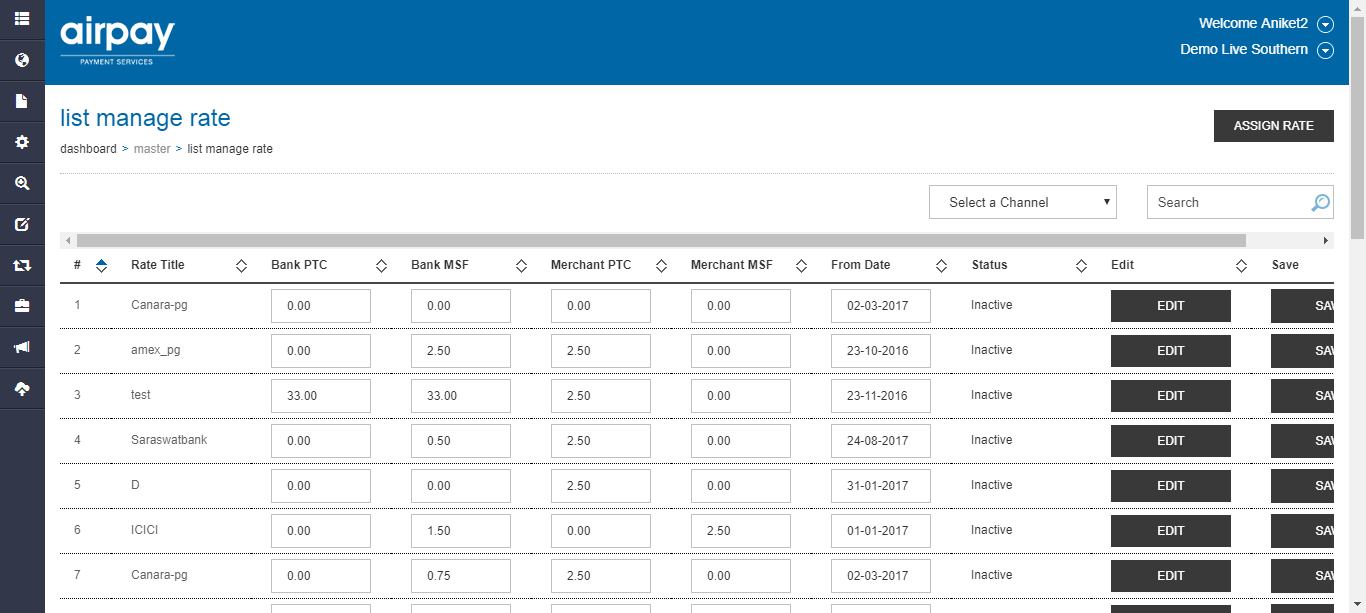 airpay
PAYMENT SERVICES
Welcome Aniket2
Demo Live Southern
list manage rate
ASSIGN RATE
dashboard > master > list manage rate
Select a Channel
Search
# Rate Title Bank PTC Bank MSF Merchant PTC Merchant MSF From Date Status Edit Save
1 Canara-pg 0.00 0.00 0.00 0.00 02-03-2017 Inactive EDIT SAV
2 amex_pg 0.00 2.50 2.50 0.00 23-10-2016 Inactive EDIT SAV
3 test 33.00 33.00 2.50 0.00 23-11-2016 Inactive EDIT SAV
4 Saraswatbank 0.00 0.50 2.50 0.00 24-08-2017 Inactive EDIT SAV
5 D 0.00 0.00 2.50 0.00 31-01-2017 Inactive EDIT SAV
6 ICICI 0.00 1.50 0.00 2.50 01-01-2017 Inactive EDIT SAV
7 Canara-pg 0.00 0.75 2.50 0.00 02-03-2017 Inactive EDIT SAV